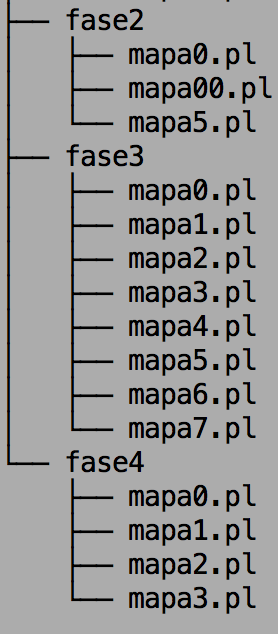 ├── fase2
│   ├── mapa0.pl
│   ├── mapa00.pl
│   └── mapa5.pl
├── fase3
│   ├── mapa0.pl
│   ├── mapa1.pl
│   ├── mapa2.pl
│   ├── mapa3.pl
│   ├── mapa4.pl
│   ├── mapa5.pl
│   ├── mapa6.pl
│   └── mapa7.pl
└── fase4
    ├── mapa0.pl
    ├── mapa1.pl
    ├── mapa2.pl
    └── mapa3.pl